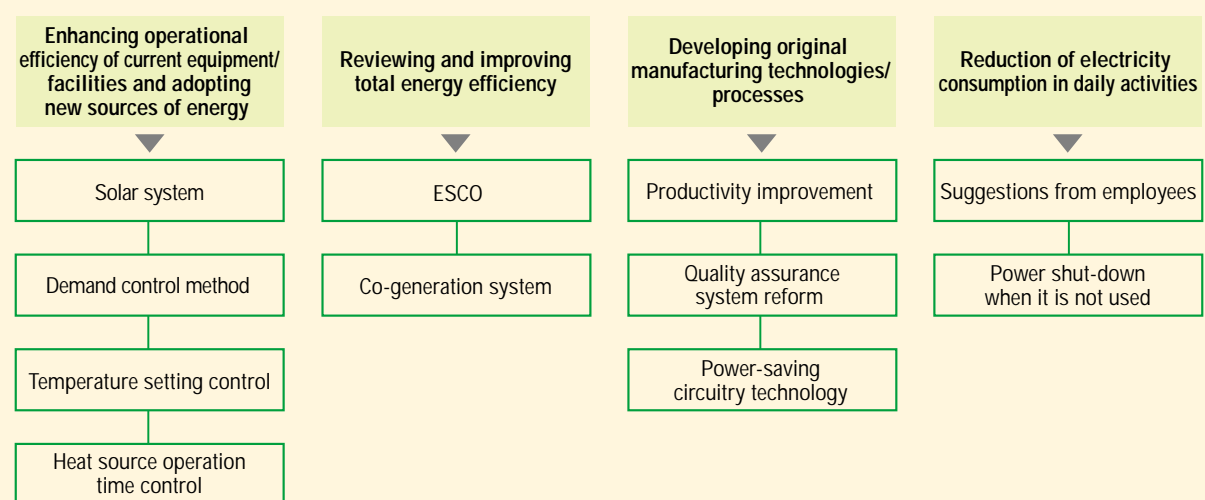 Enhancing operational
efficiency of current equipment/
facilities and adopting
new sources of energy
Solar system
Demand control method
Temperature setting control
Heat source operation
time control
Reviewing and improving
total energy efficiency
ESCO
Co-generation system
Developing original
manufacturing technologies/
processes
Productivity improvement
Quality assurance
system reform
Power-saving
circuitry technology
Reduction of electricity
consumption in daily activities
Suggestions from employees
Power shut-down
when it is not used